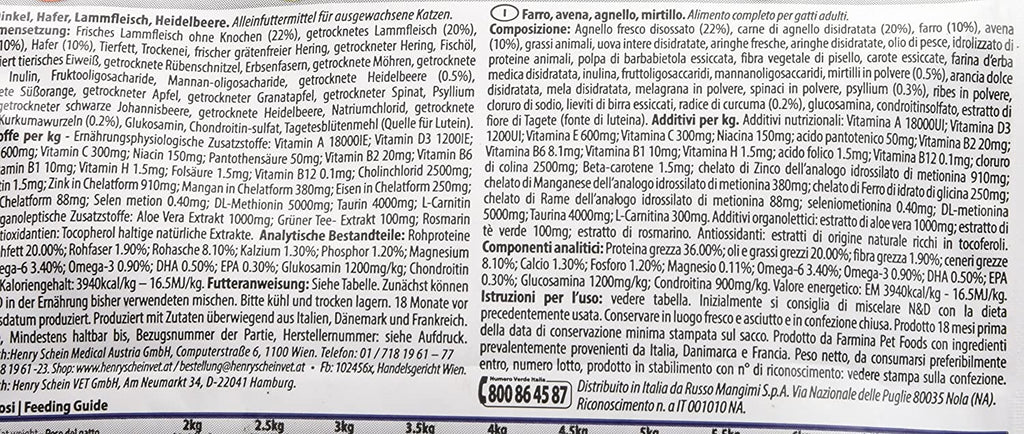 inkel, Hafer, Lammfleisch, Heidelbeere. Alleinfuttermittel für ausgewachsene Katzen.
mensetzung: Frisches Lammfleisch ohne Knochen (22%), getrocknetes Lammfleisch (20%),
10%), Hafer (10%), Tierfett, Trockenei, frischer grätenfreier Hering, getrockneter Hering, Fischöl,
iert tierisches Eiweiß, getrocknete Rübenschnitzel, Erbsenfasern, getrocknete Möhren, getrocknete
Inulin, Fruktooligosacharide, Mannan-oligosacharide, getrocknete Heidelbeere (0.5%),
ete Süßorange, getrockneter Apfel, getrockneter Granatapfel, getrockneter Spinat, Psyllium
getrockneter schwarze Johannisbeere, getrocknete Heidelbeere, Natriumchlorid, getrocknete
Kurkumawurzeln (0.2%), Glukosamin, Chondroitin-sulfat, Tagetesblütenmehl (Quelle für Lutein).
offe per kg - Ernährungsphysiologische Zusatzstoffe: Vitamin A 18000IE; Vitamin D3 1200IE;
600mg; Vitamin C 300mg; Niacin 150mg; Pantothensäure 50mg; Vitamin B2 20mg; Vitamin B6
amin B1 10mg; Vitamin H 1.5mg; Folsäure 1.5mg; Vitamin B12 0.1mg; Cholinchlorid 2500mg;
tin 1.5mg; Zink in Chelatform 910mg; Mangan in Chelatform 380mg; Eisen in Chelatform 250mg;
Chelatform 88mg; Selen metion 0.40mg; DL-Methionin 5000mg; Taurin 4000mg; L-Carnitin
ganoleptische Zusatzstoffe: Aloe Vera Extrakt 1000mg; Grüner Tee- Extrakt 100mg; Rosmarin
tioxidantien: Tocopherol haltige natürliche Extrakte. Analytische Bestandteile: Rohproteine
hfett 20.00%; Rohfaser 1.90%; Rohasche 8.10%; Kalzium 1.30%; Phosphor 1.20%; Magnesium
ega-6 3.40%; Omega-3 0.90%; DHA 0.50%; EPA 0.30%; Glukosamin 1200mg/kg; Chondroitin
Kaloriengehalt: 3940kcal/kg – 16.5MJ/kg. Futteranweisung: Siehe Tabelle. Zunächst können
D in der Ernährung bisher verwendeten mischen. Bitte kühl und trocken lagern. 18 Monate vor
sdatum produziert. Produziert mit Zutaten überwiegend aus Italien, Dänemark und Frankreich.
, Mindestens haltbar bis, Bezugsnummer der Partie, Herstellernummer: siehe Aufdruck.
h: Henry Schein Medical Austria GmbH, Computerstraße 6, 1100 Wien. Telefon: 01 / 718 19 61 – 77
8 19 61 -23. Shop: www.henryscheinvet.at / bestellung@henryscheinvet.at • Fb: 102456x, Handelsgericht Wien.
ch: Henry Schein VET GmbH, Am Neumarkt 34, D-22041 Hamburg.
I Farro, avena, agnello, mirtillo. Alimento completo per gatti adulti.
Composizione: Agnello fresco disossato (22%), carne di agnello disidratata (20%), farro (10%), avena
(10%), grassi animali, uova intere disidratate, aringhe fresche, aringhe disidratate, olio di pesce, idrolizzato di
proteine animali, polpa di barbabietola essiccata, fibra vegetale di pisello, carote essiccate, farina d'erba
medica disidratata, inulina, fruttoligosaccaridi, mannanoligosaccaridi, mirtilli in polvere (0.5%), arancia dolce
disidratata, mela disidratata, melagrana in polvere, spinaci in polvere, psyllium (0.3%), ribes in polvere,
cloruro di sodio, lieviti di birra essiccati, radice di curcuma (0.2%), glucosamina, condroitinsolfato, estratto di
fiore di Tagete (fonte di luteina). Additivi per kg. Additivi nutrizionali: Vitamina A 18000UI; Vitamina D3
1200UI; Vitamina E 600mg; Vitamina C 300mg; Niacina 150mg; acido pantotenico 50mg; Vitamina B2 20mg;
Vitamina B6 8.1mg; Vitamina B1 10mg; Vitamina H 1.5mg; acido folico 1.5mg; Vitamina B12 0.1mg; cloruro
di colina 2500mg; Beta-carotene 1.5mg; chelato di Zinco dell'analogo idrossilato di metionina 910mg;
chelato di Manganese dell'analogo idrossilato di metionina 380mg; chelato di Ferro di idrato di glicina 250mg;
chelato di Rame dell'analogo idrossilato di metionina 88mg; seleniometionina 0.40mg; DL-metionina
5000mg; Taurina 4000mg; L-Carnitina 300mg. Additivi organolettici: estratto di aloe vera 1000mg; estratto di
tè verde 100mg; estratto di rosmarino. Antiossidanti: estratti di origine naturale ricchi in tocoferoli.
Componenti analitici: Proteina grezza 36.00%; oli e grassi grezzi 20.00%; fibra grezza 1.90%; ceneri grezze
8.10%; Calcio 1.30%; Fosforo 1.20%; Magnesio 0.11%; Omega-6 3.40%; Omega-3 0.90%; DHA 0.50%; EPA
0.30%; Glucosamina 1200mg/kg; Condroitina 900mg/kg. Valore energetico: EM 3940kcal/kg - 16.5MJ/kg.
Istruzioni per l'uso: vedere tabella. Inizialmente si consiglia di miscelare N&D con la dieta
precedentemente usata. Conservare in luogo fresco e asciutto e in confezione chiusa. Prodotto 18 mesi prima
della data di conservazione minima stampata sul sacco. Prodotto da Farmina Pet Foods con ingredienti
prevalentemente provenienti da Italia, Danimarca e Francia. Peso netto, da consumarsi preferibilmente
entro, numero lotto, prodotto in stabilimento con n° di riconoscimento: vedere stampa sulla confezione.
Numero Verde Italia
800 86 45 87
Distribuito in Italia da Russo Mangimi S.p.A. Via Nazionale delle Puglie 80035 Nola (NA).
Riconoscimento n. a IT 001010 NA.
osi | Feeding Guide
2kg 2.5kg 3kg 3.5kg 4kg 4.5kg 5kg